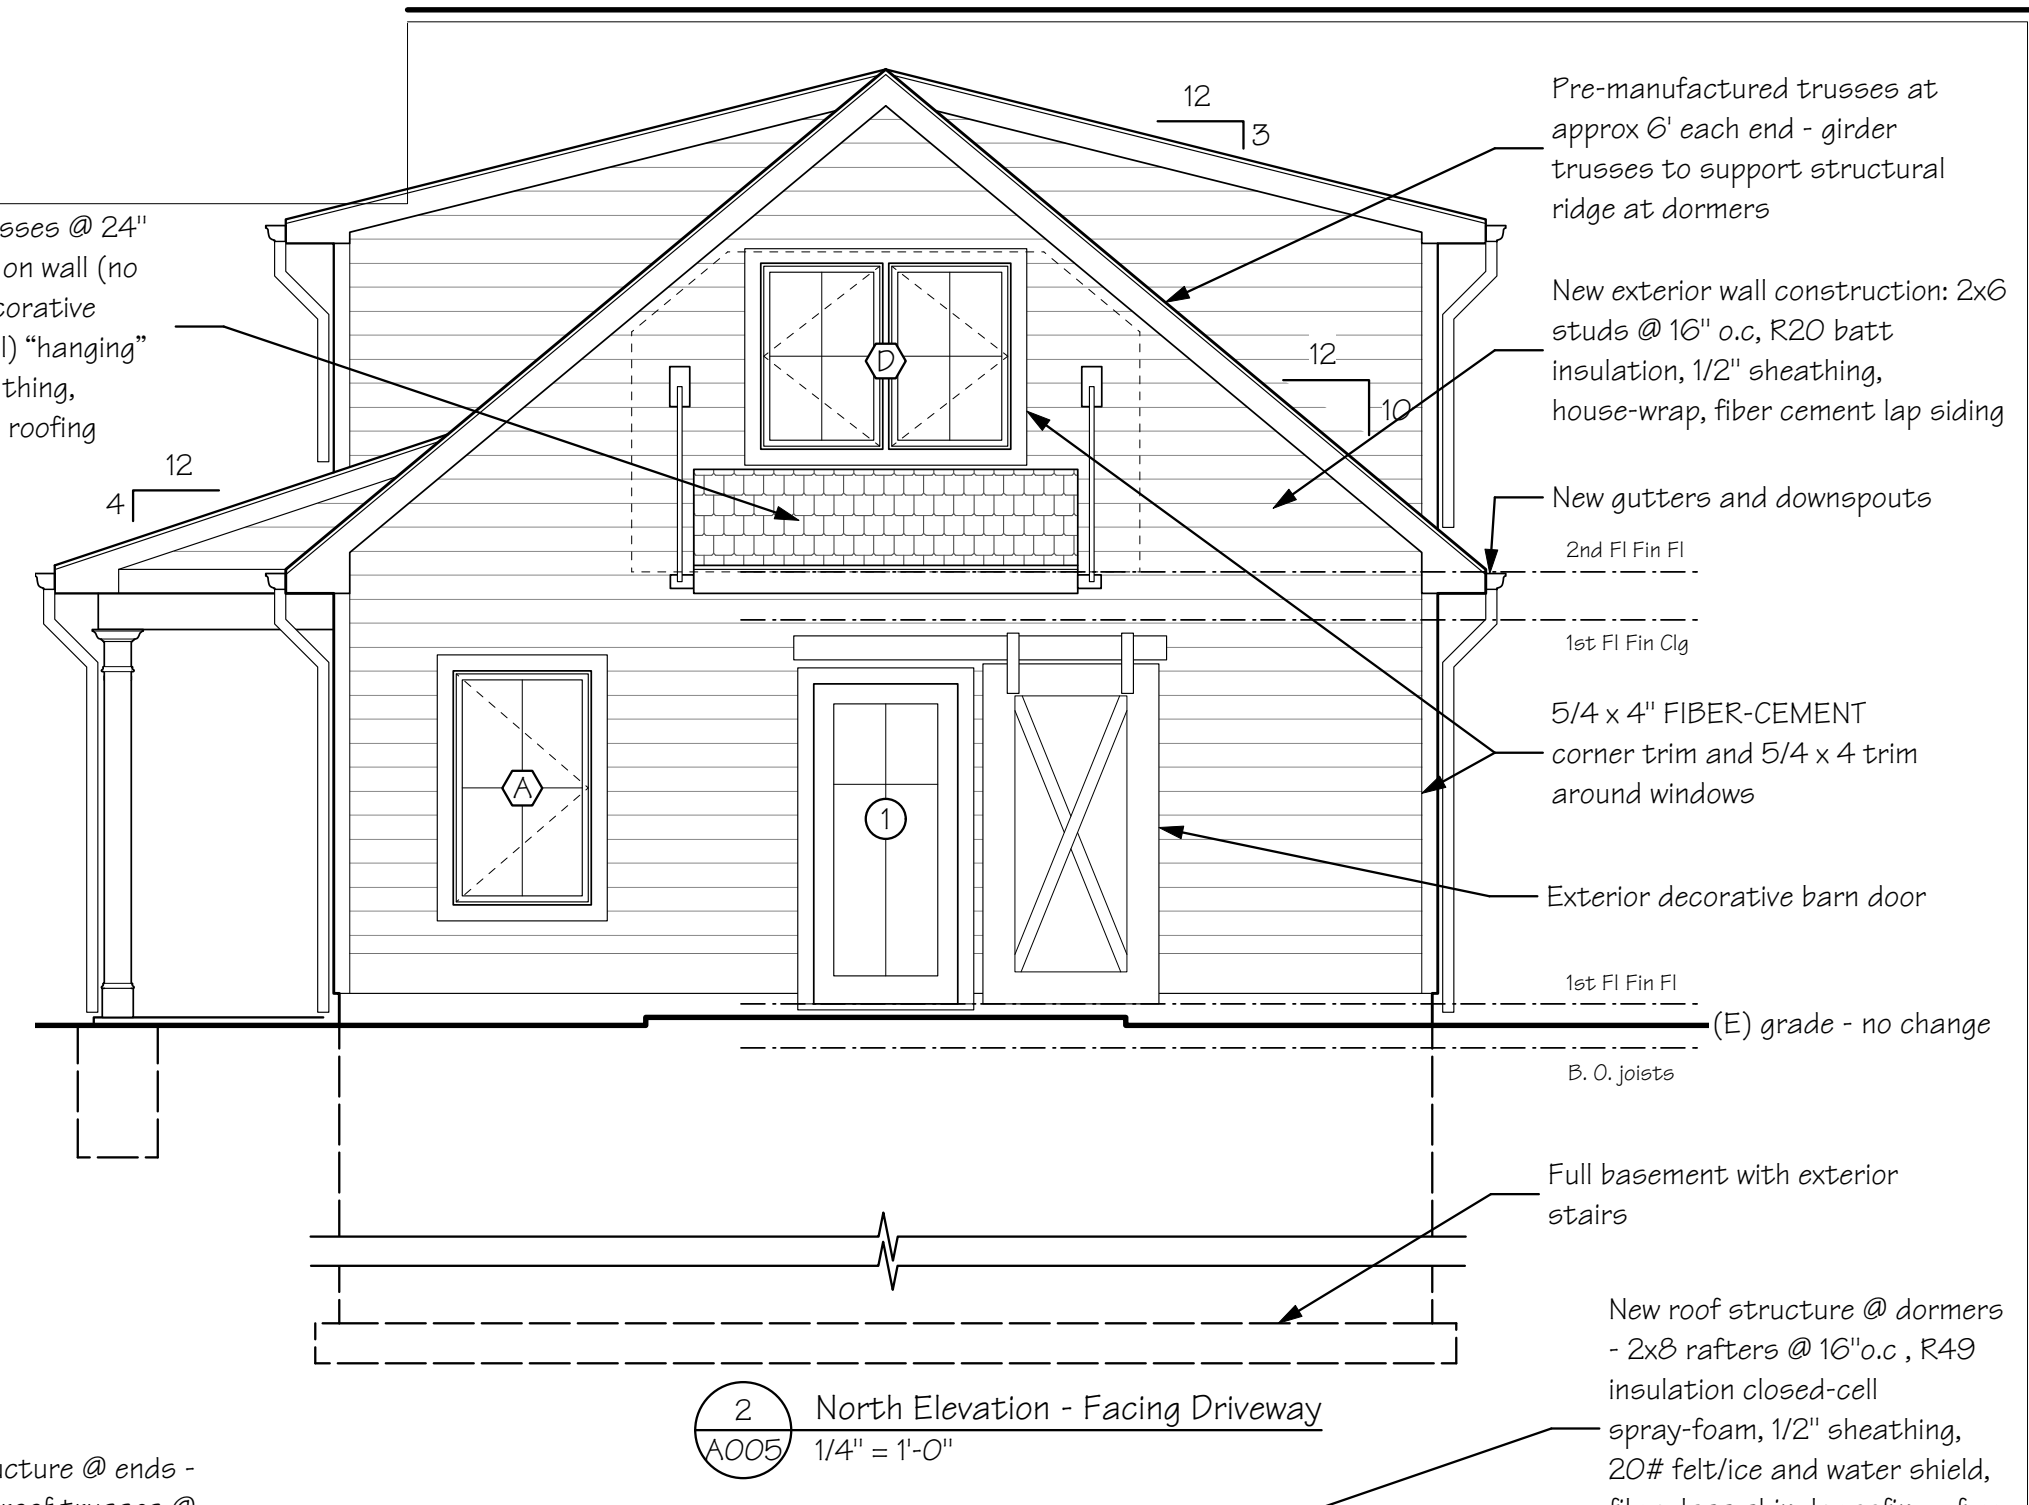 12
3
Pre-manufactured trusses at
approx 6' each end - girder
trusses to support structural
ridge at dormers
sses @ 24"
on wall (no
corative
l) “hanging”
thing,
roofing
New exterior wall construction: 2x6
studs @ 16" o.c, R20 batt
insulation, 1/2" sheathing,
house-wrap, fiber cement lap siding
12
10
D
12
4
New gutters and downspouts
2nd Fl Fin Fl
1st Fl Fin Clg
5/4 x 4" FIBER-CEMENT
corner trim and 5/4 x 4 trim
around windows
A
1
Exterior decorative barn door
1st Fl Fin Fl
(E) grade - no change
B. O. joists
Full basement with exterior
stairs
2
A005
North Elevation - Facing Driveway
1/4" = 1'-0"
New roof structure @ dormers
- 2x8 rafters @ 16"o.c , R49
insulation closed-cell
spray-foam, 1/2" sheathing,
20# felt/ice and water shield,
ucture @ ends -